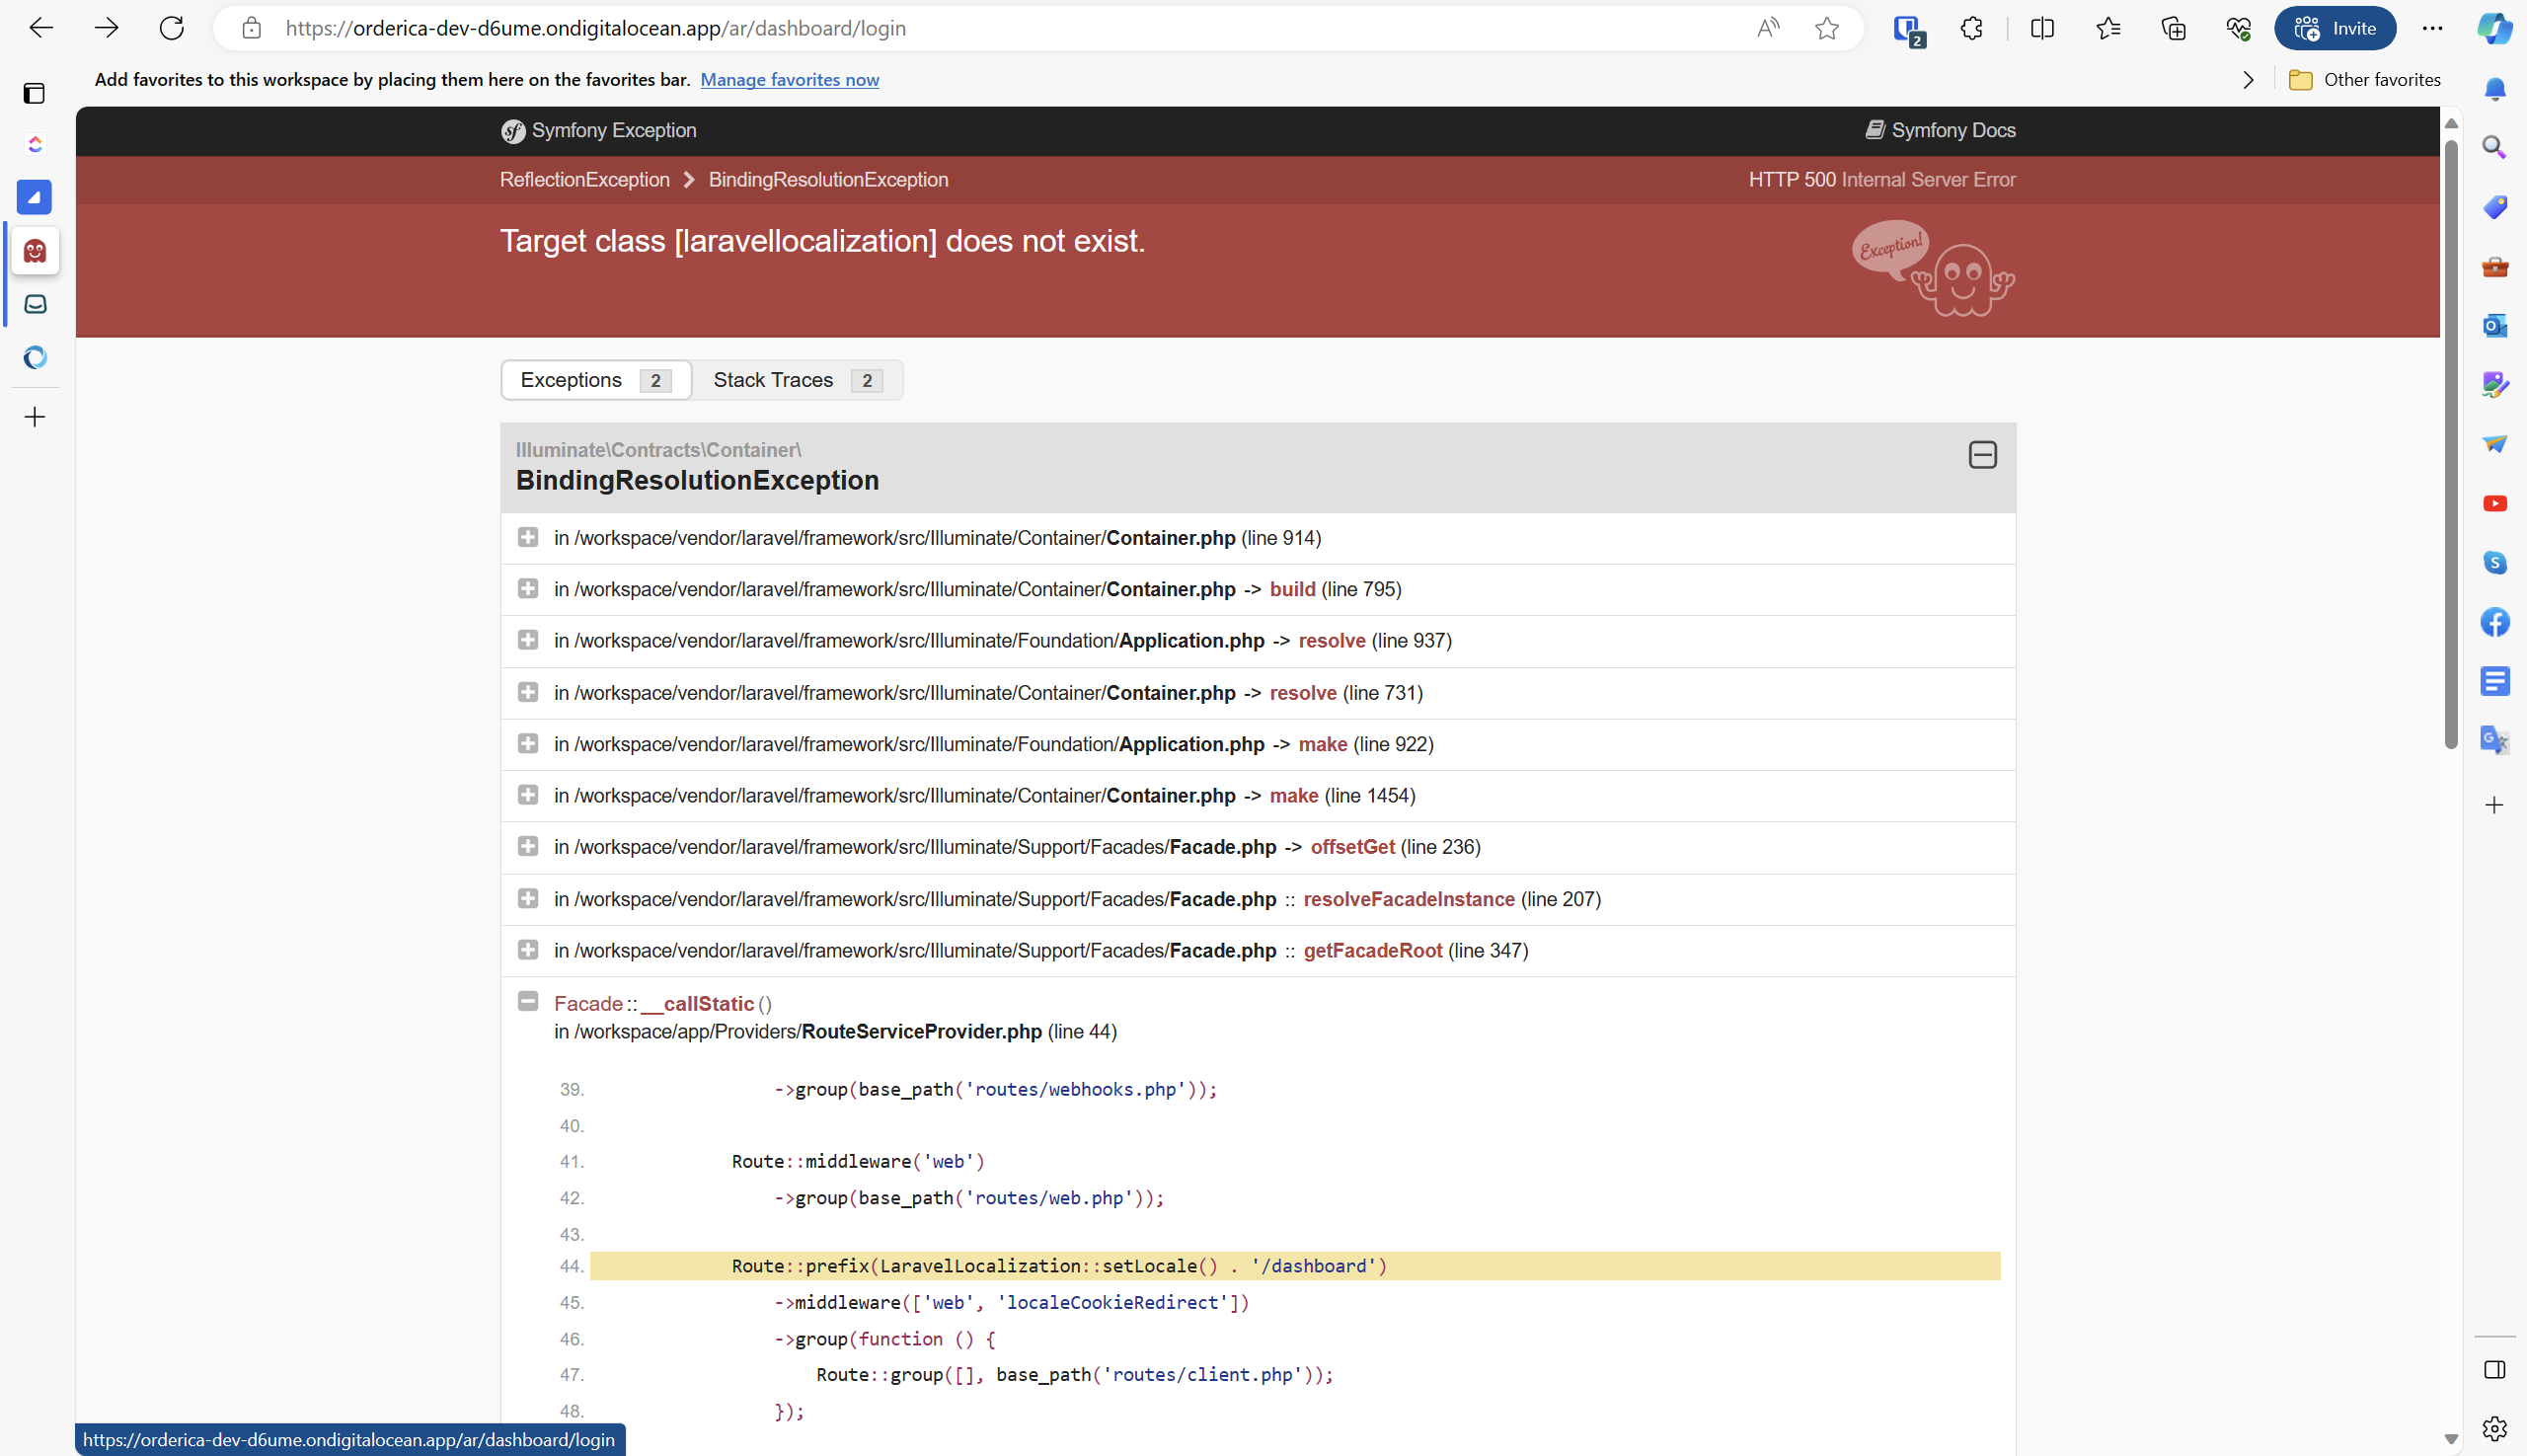 https://orderica-dev-d6ume.ondigitalocean.app/ar/dashboard/login
A
2
Invite
Add favorites to this workspace by placing them here on the favorites bar. Manage favorites now
Other favorites
sf Symfony Exception
Symfony Docs
ReflectionException BindingResolutionException
HTTP 500 Internal Server Error
Target class [laravellocalization] does not exist.
Exception!
Exceptions 2 Stack Traces 2
Illuminate\Contracts\Container\
BindingResolutionException
in /workspace/vendor/laravel/framework/src/Illuminate/Container/Container.php (line 914)
in /workspace/vendor/laravel/framework/src/Illuminate/Container/Container.php -> build (line 795)
in /workspace/vendor/laravel/framework/src/Illuminate/Foundation/Application.php -> resolve (line 937)
in /workspace/vendor/laravel/framework/src/Illuminate/Container/Container.php -> resolve (line 731)
in /workspace/vendor/laravel/framework/src/Illuminate/Foundation/Application.php -> make (line 922)
in /workspace/vendor/laravel/framework/src/Illuminate/Container/Container.php -> make (line 1454)
in /workspace/vendor/laravel/framework/src/Illuminate/Support/Facades/Facade.php -> offsetGet (line 236)
in /workspace/vendor/laravel/framework/src/Illuminate/Support/Facades/Facade.php :: resolveFacadeInstance (line 207)
in /workspace/vendor/laravel/framework/src/Illuminate/Support/Facades/Facade.php :: getFacadeRoot (line 347)
Facade::__callStatic()
in /workspace/app/Providers/RouteServiceProvider.php (line 44)
39. ->group(base_path('routes/webhooks.php'));
40.
41. Route::middleware('web')
42. ->group(base_path('routes/web.php'));
43.
44. Route::prefix(LaravelLocalization::setLocale() . '/dashboard')
45. ->middleware(['web', 'localeCookieRedirect'])
46. ->group(function () {
47. Route::group([], base_path('routes/client.php'));
48. });
https://orderica-dev-d6ume.ondigitalocean.app/ar/dashboard/login